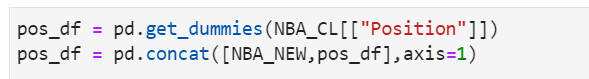 pos_df = pd.get_dummies(NBA_CL[["Position"]])
pos_df = pd.concat([NBA_NEW,pos_df],axis=1)